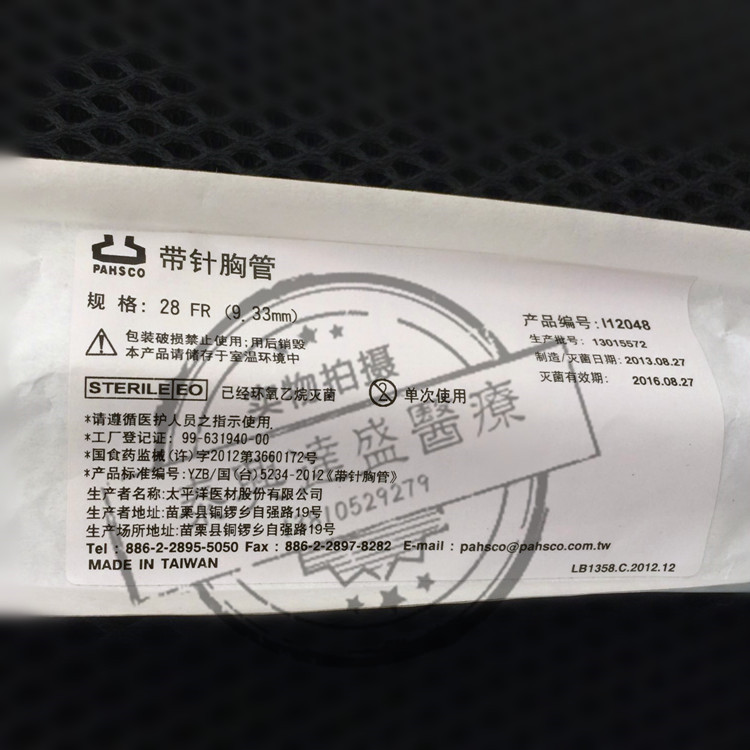 PAHSCO
带针胸管
规 格: 28 FR (9.33mm)
产品编号:I12048
生产批号: 13015572
制造/灭菌日期: 2013.08.27
灭菌有效期: 2016.08.27
包装破损禁止使用;用后销毁
本产品请储存于室温环境中
STERILE EO 已经环氧乙烷灭菌 2 单次使用
*请遵循医护人员之指示使用.
*工厂登记证: 99-631940-00
*国食药监械(许)字2012第3660172号
*产品标准编号:YZB/国(台)5234-2012《带针胸管》
生产者名称:太平洋医材股份有限公司
生产者地址:苗栗县铜锣乡自强路19号
生产场所地址:苗栗县铜锣乡自强路19号
Tel : 886-2-2895-5050 Fax : 886-2-2897-8282 E-mail : pahsco@pahsco.com.tw
MADE IN TAIWAN
LB1358.C.2012.12
实物拍摄
達盛醫療
10529279